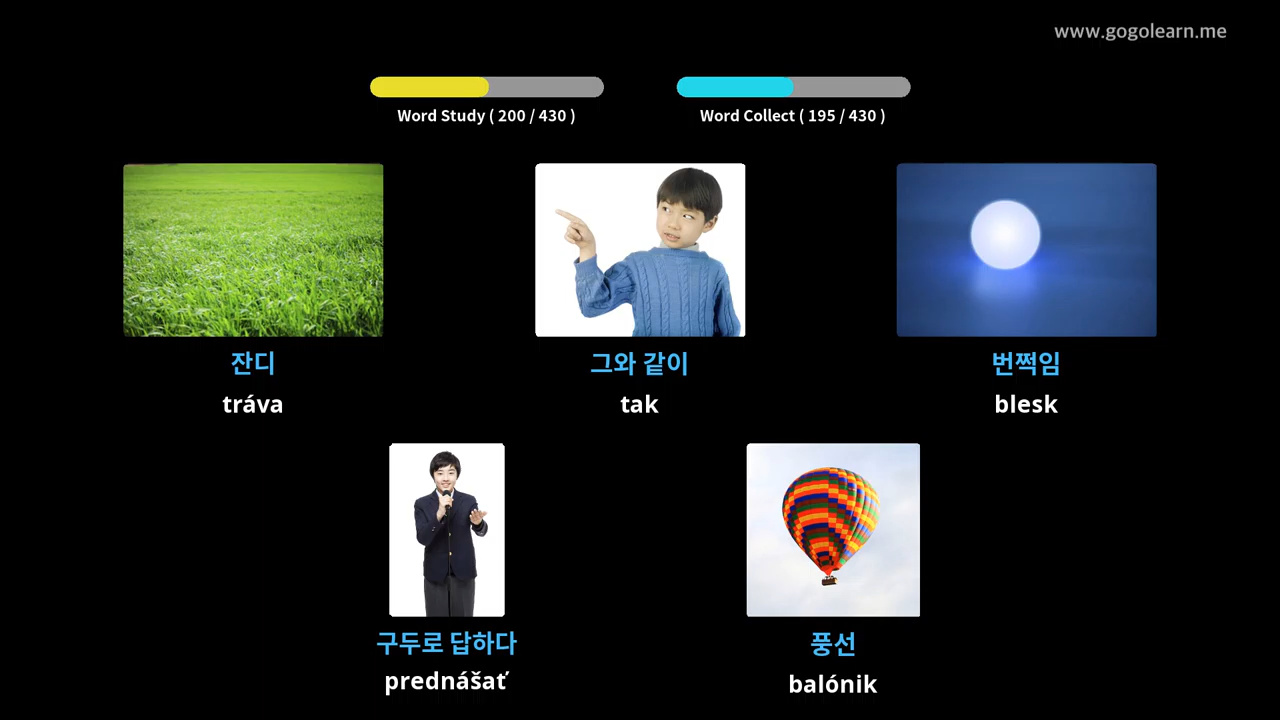 www.gogolearn.me
Word Study ( 200 / 430 )
Word Collect ( 195 / 430 )
잔디
그와 같이
번쩍임
tráva
tak
blesk
구두로 답하다
풍선
prednášať
balónik